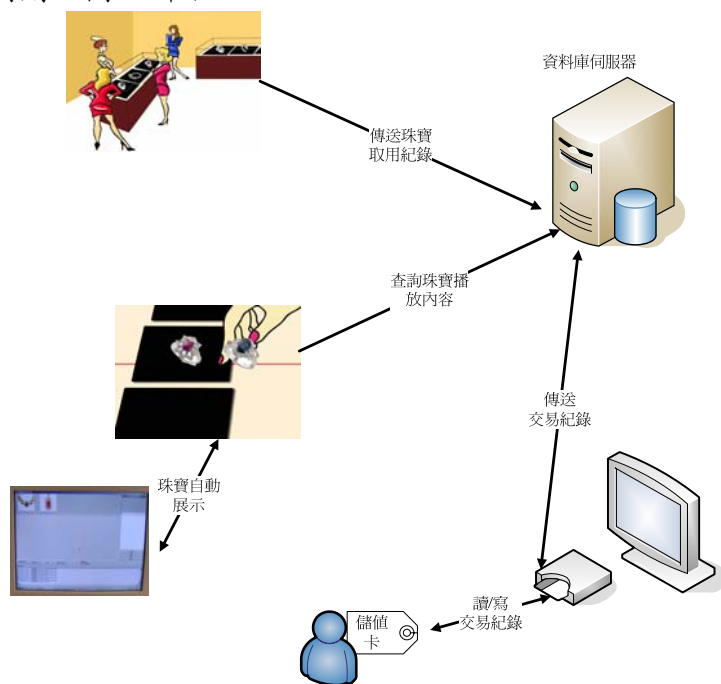 資料庫伺服器
傳送珠寶
取用紀錄
查詢珠寶播
放內容
傳送
交易紀錄
珠寶自動
展示
讀/寫
交易紀錄
儲值
卡